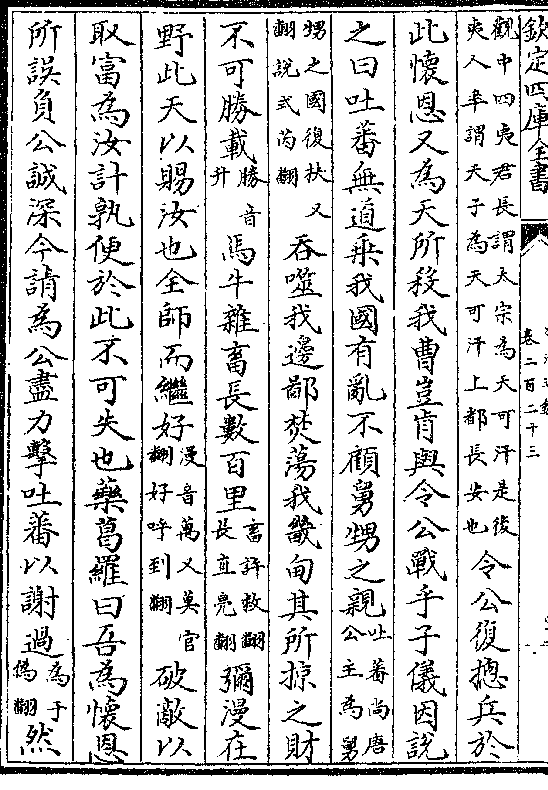 欽定四庫全書
卷二百二十三
觀中四夷君長謂太宗為天可汗是後夷人率謂天子為天可汗上都長安也令公復摠兵於
此懷恩又為天所殺我曹豈肯與令公戰乎子儀因說
之曰吐蕃無道乗我國有亂不顧舅甥之親吐蕃尚唐公主為舅
甥之國復扶又翻說式芮翻吞噬我邊鄙焚蕩我畿甸其所掠之財
不可勝載勝音升馬牛雜畜長數百里畜許救翻長直亮翻彌漫在
野此天以賜汝也全師而繼好漫音萬又莫官翻好呼到翻破敵以
取富為汝計孰便於此不可失也藥葛羅曰吾為懷恩
所誤負公誠深今請為公盡力擊吐蕃以謝過為于偽翻然